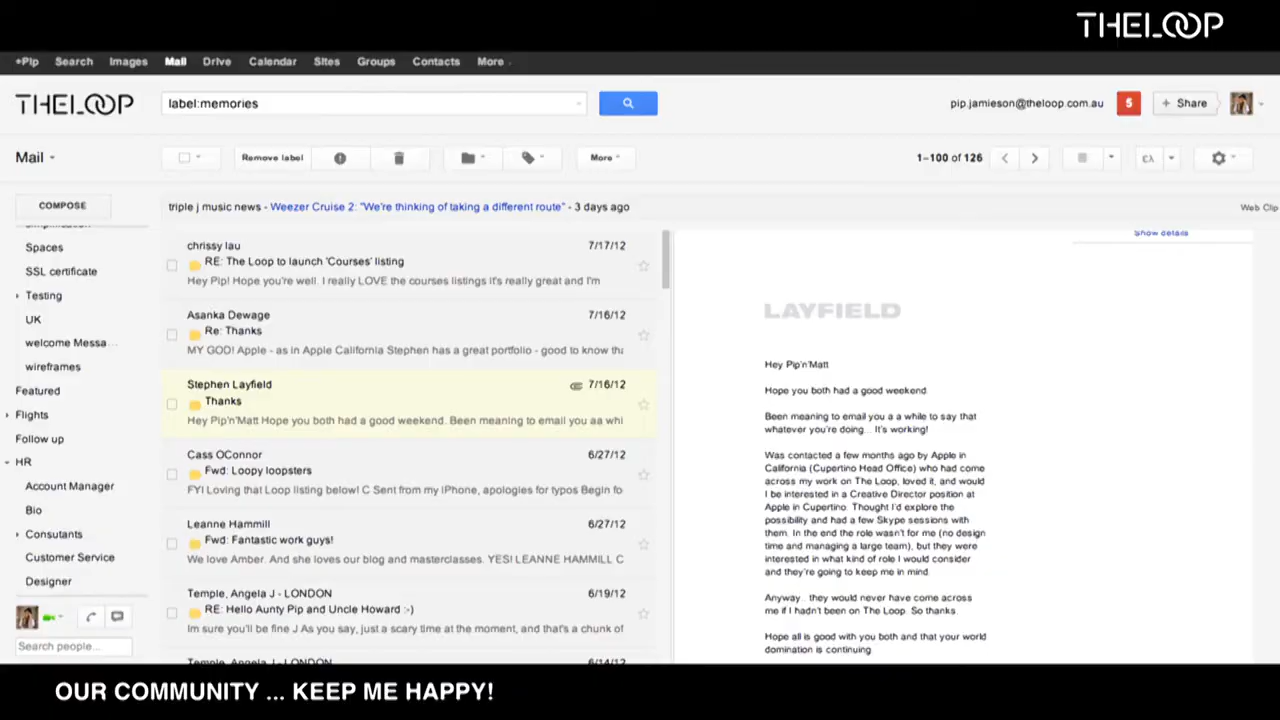 THELOOP
+Pip Search Images Mail Drive Calendar Sites Groups Contacts More
THELOOP label:memories pip.jamieson@theloop.com.au 5 + Share
Mail Remove label More 1–100 of 126
COMPOSE
triple j music news - Weezer Cruise 2: "We're thinking of taking a different route" - 3 days ago Web Clip
Spaces
SSL certificate
Testing
UK
welcome Messa...
wireframes
Featured
Flights
Follow up
HR
Account Manager
Bio
Consutants
Customer Service
Designer
Search people...
chrissy lau 7/17/12
RE: The Loop to launch 'Courses' listing
Hey Pip! Hope you're well. I really LOVE the courses listings it's really great and I'm
Asanka Dewage 7/16/12
Re: Thanks
MY GOD! Apple - as in Apple California Stephen has a great portfolio - good to know tha
Stephen Layfield 7/16/12
Thanks
Hey Pip'n'Matt Hope you both had a good weekend. Been meaning to email you aa whi
Cass OConnor 6/27/12
Fwd: Loopy loopsters
FYI Loving that Loop listing below! C Sent from my iPhone, apologies for typos Begin fo
Leanne Hammill 6/27/12
Fwd: Fantastic work guys!
We love Amber. And she loves our blog and masterclasses. YES! LEANNE HAMMILL C
Temple, Angela J - LONDON 6/19/12
RE: Hello Aunty Pip and Uncle Howard :-)
Im sure you'll be fine J As you say, just a scary time at the moment, and that's a chunk of
Temple, Angela J - LONDON 6/14/12
Show details
LAYFIELD
Hey Pip'n'Matt
Hope you both had a good weekend.
Been meaning to email you a a while to say that
whatever you're doing... It's working!
Was contacted a few months ago by Apple in
California (Cupertino Head Office) who had come
across my work on The Loop, loved it, and would
I be interested in a Creative Director position at
Apple in Cupertino. Thought I'd explore the
possibility and had a few Skype sessions with
them. In the end the role wasn't for me (no design
time and managing a large team), but they were
interested in what kind of role I would consider
and they're going to keep me in mind.
Anyway... they would never have come across
me if I hadn't been on The Loop. So thanks.
Hope all is good with you both and that your world
domination is continuing
OUR COMMUNITY ... KEEP ME HAPPY!